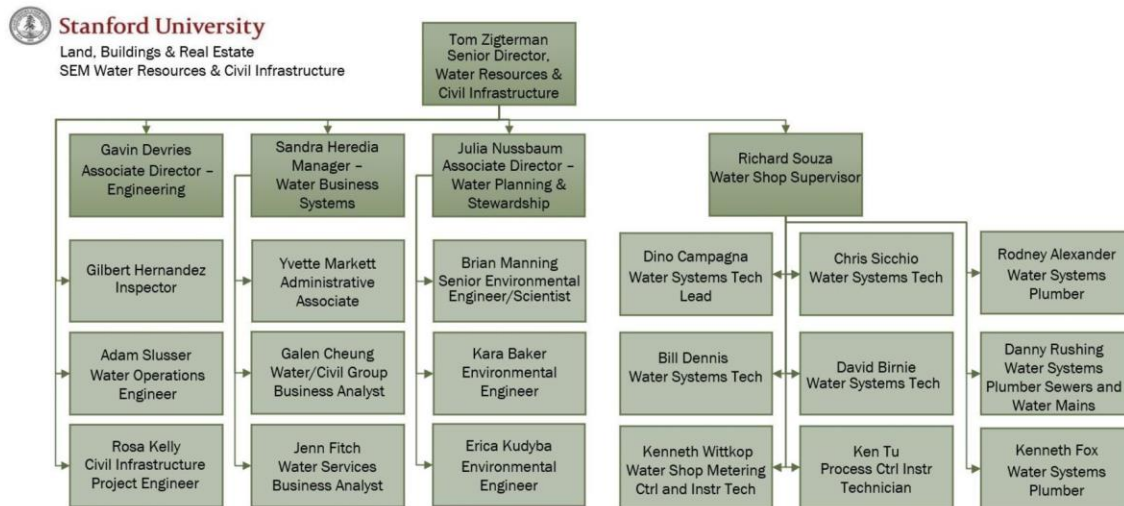 Stanford University
Land, Buildings & Real Estate
SEM Water Resources & Civil Infrastructure
Tom Zigterman
Senior Director,
Water Resources &
Civil Infrastructure
Gavin Devries
Associate Director –
Engineering
Sandra Heredia
Manager –
Water Business
Systems
Julia Nussbaum
Associate Director –
Water Planning &
Stewardship
Richard Souza
Water Shop Supervisor
Gilbert Hernandez
Inspector
Yvette Markett
Administrative
Associate
Brian Manning
Senior Environmental
Engineer/Scientist
Dino Campagna
Water Systems Tech
Lead
Chris Sicchio
Water Systems Tech
Rodney Alexander
Water Systems
Plumber
Adam Slusser
Water Operations
Engineer
Galen Cheung
Water/Civil Group
Business Analyst
Kara Baker
Environmental
Engineer
Bill Dennis
Water Systems Tech
David Birnie
Water Systems Tech
Danny Rushing
Water Systems
Plumber Sewers and
Water Mains
Rosa Kelly
Civil Infrastructure
Project Engineer
Jenn Fitch
Water Services
Business Analyst
Erica Kudyba
Environmental
Engineer
Kenneth Wittkop
Water Shop Metering
Ctrl and Instr Tech
Ken Tu
Process Ctrl Instr
Technician
Kenneth Fox
Water Systems
Plumber